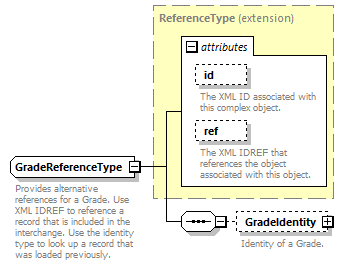 ReferenceType (extension)
attributes
id
The XML ID associated with
this complex object.
ref
The XML IDREF that
references the object
associated with this object.
GradeReferenceType
Provides alternative
references for a Grade. Use
XML IDREF to reference a
record that is included in the
interchange. Use the identity
type to look up a record that
was loaded previously.
GradeIdentity
Identity of a Grade.